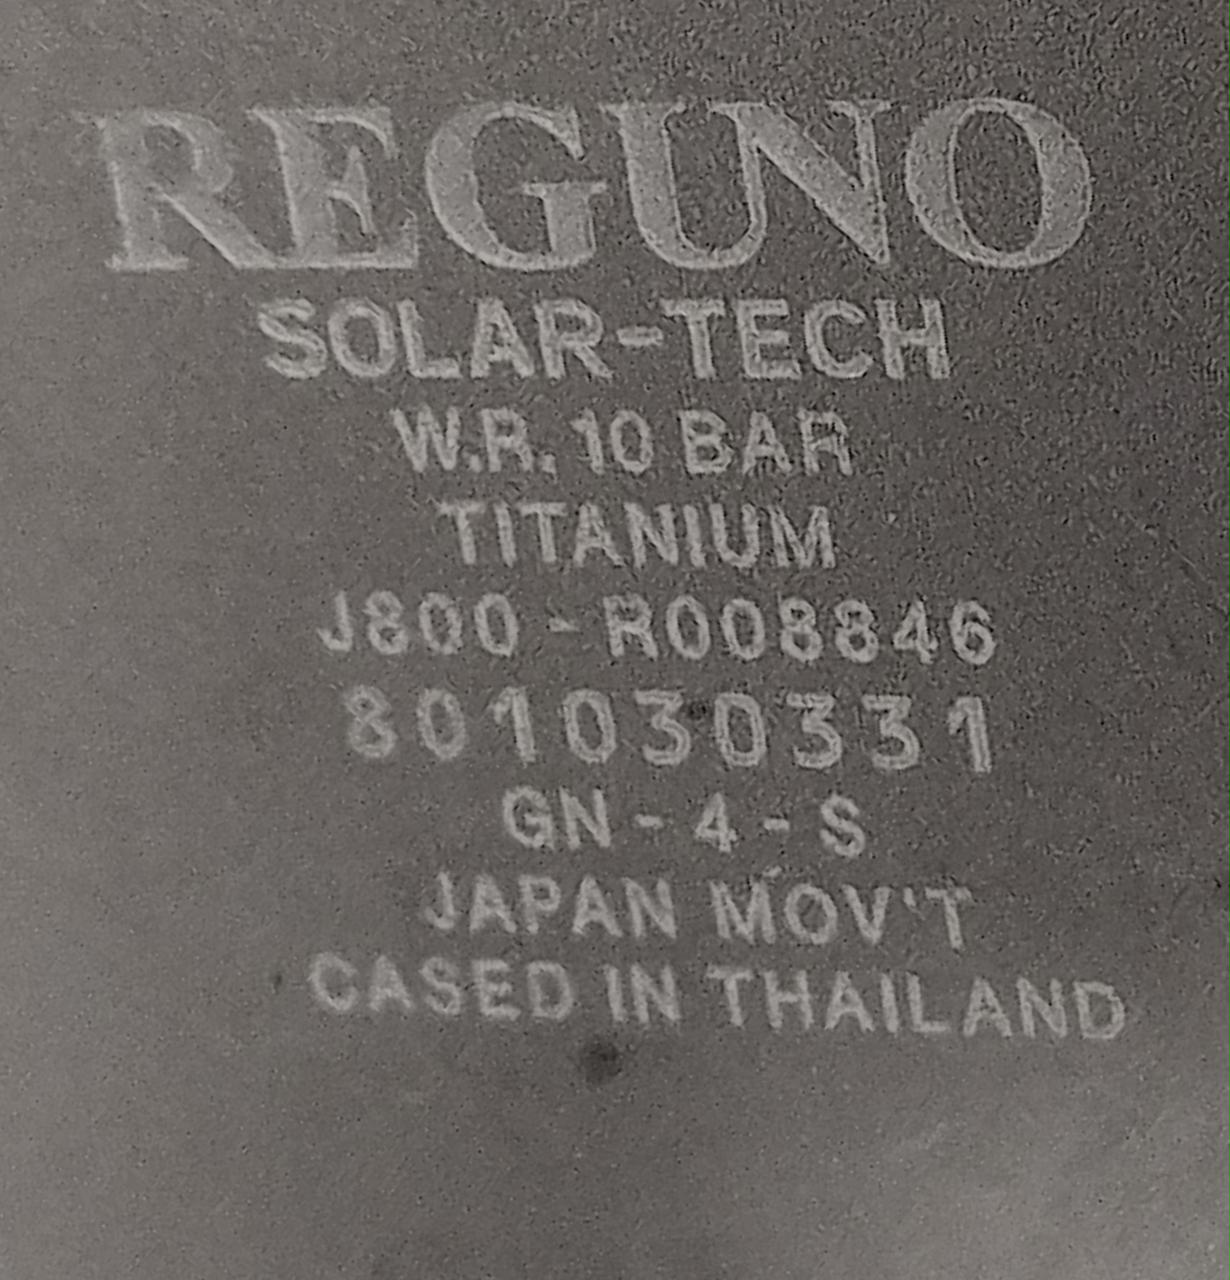 REGUNO
SOLAR-TECH
W.R. 10 BAR
TITANIUM
J800 - R008846
801030331
GN - 4 - S
JAPAN MOV'T
CASED IN THAILAND